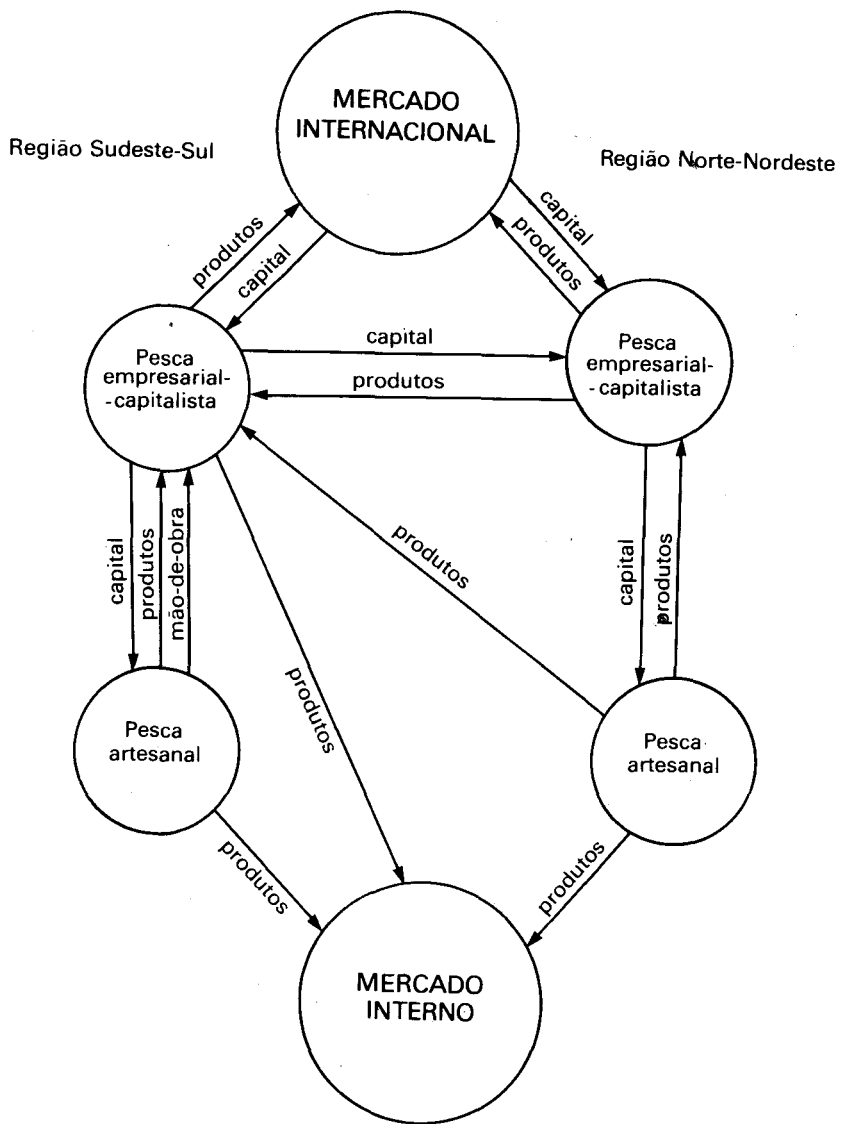 MERCADO
INTERNACIONAL
Região Sudeste-Sul
Região Norte-Nordeste
produtos
capital
capital
produtos
Pesca
empresarial-
-capitalista
capital
produtos
Pesca
empresarial-
-capitalista
capital
produtos
mão-de-obra
produtos
produtos
capital
produtos
Pesca
artesanal
Pesca
artesanal
produtos
produtos
MERCADO
INTERNO